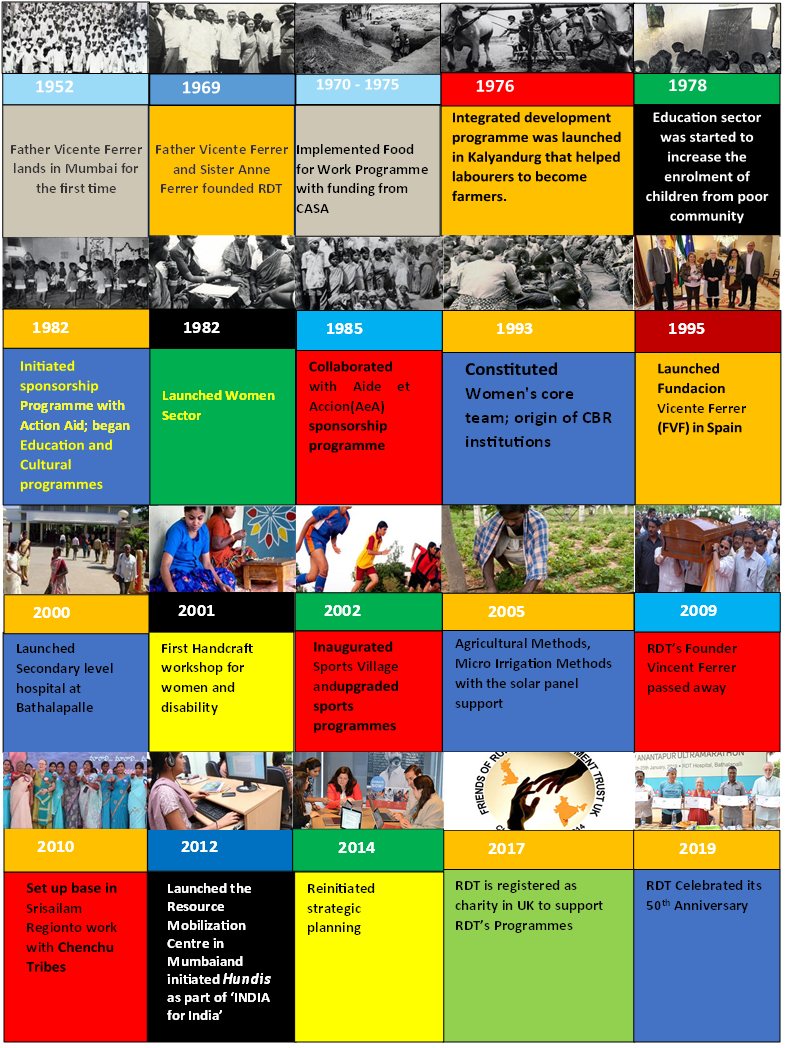 1952
1969
1970 - 1975
1976
1978
Father Vicente Ferrer
lands in Mumbai for
the first time
Father Vicente Ferrer
and Sister Anne
Ferrer founded RDT
Implemented Food
for Work Programme
with funding from
CASA
Integrated development
programme was launched
in Kalyandurg that helped
labourers to become
farmers.
Education sector
was started to
increase the
enrolment of
children from poor
community
1982
1982
1985
1993
1995
Initiated
sponsorship
Programme with
Action Aid; began
Education and
Cultural
programmes
Launched Women
Sector
Collaborated
with Aide et
Accion(AeA)
sponsorship
programme
Constituted
Women's core
team; origin of CBR
institutions
Launched
Fundacion
Vicente Ferrer
(FVF) in Spain
2000
2001
2002
2005
2009
Launched
Secondary level
hospital at
Bathalapalle
First Handcraft
workshop for
women and
disability
Inaugurated
Sports Village
andupgraded
sports
programmes
Agricultural Methods,
Micro Irrigation Methods
with the solar panel
support
RDT's Founder
Vincent Ferrer
passed away
FRIENDS OF
TRUST UK
2014
ANANTAPUR ULTRAMARATHON
RDT Hospital,
2010
2012
2014
2017
2019
Set up base in
Srisailam
Regionto work
with Chenchu
Tribes
Launched the
Resource
Mobilization
Centre in
Mumbaiand
initiated Hundis
as part of ‘INDIA
for India’
Reinitiated
strategic
planning
RDT is registered as
charity in UK to support
RDT’s Programmes
RDT Celebrated its
50th Anniversary